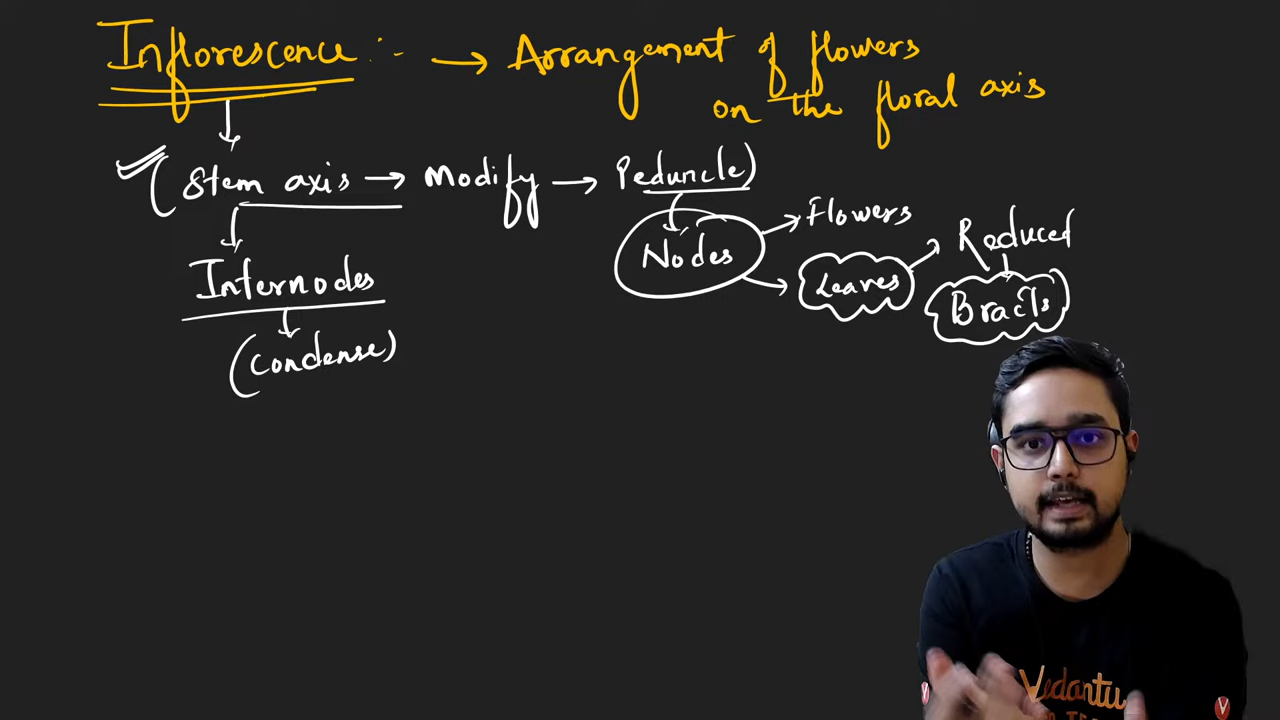 Inflorescence :- → Arrangement of flowers
on the floral axis
(Stem axis → Modify → Peduncle)
Nodes → Flowers
→ Leaves → Reduced
Bracts
Internodes
(Condense)
Vedantu